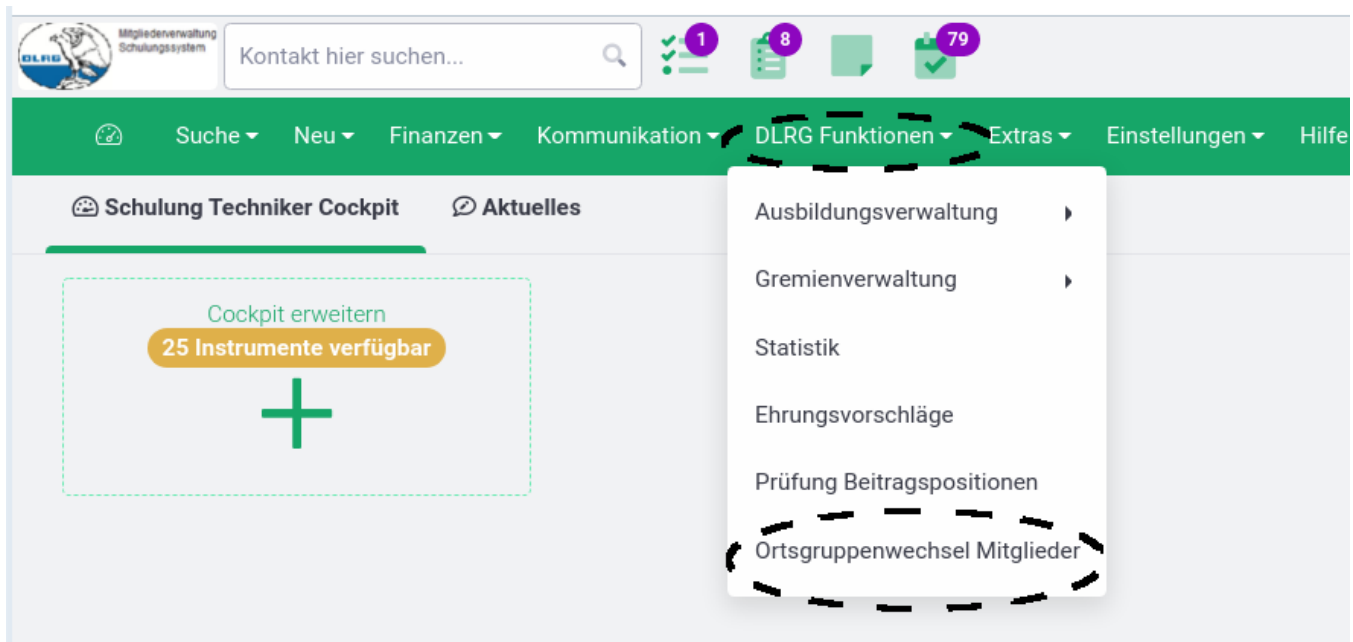 Mitgliederverwaltung
Schulungssystem
DLRG
Kontakt hier suchen...
1
8
79
Suche
Neu
Finanzen
Kommunikation
DLRG Funktionen
Extras
Einstellungen
Hilfe
Schulung Techniker Cockpit
Aktuelles
Cockpit erweitern
25 Instrumente verfügbar
Ausbildungsverwaltung
Gremienverwaltung
Statistik
Ehrungsvorschläge
Prüfung Beitragspositionen
Ortsgruppenwechsel Mitglieder